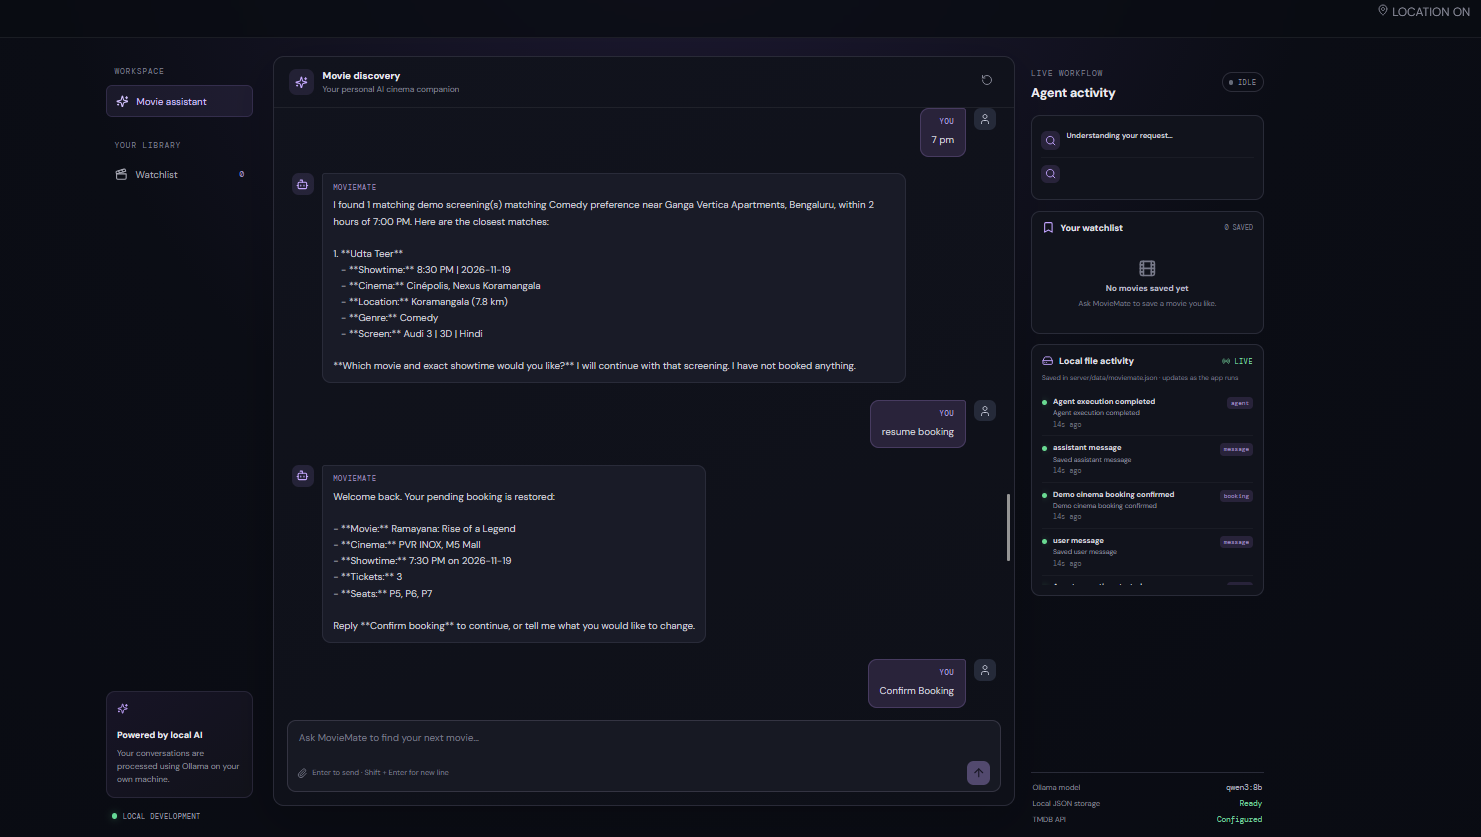 LOCATION ON
WORKSPACE
Movie assistant
YOUR LIBRARY
Watchlist 0
Powered by local AI
Your conversations are
processed using Ollama on your
own machine.
LOCAL DEVELOPMENT
Movie discovery
Your personal AI cinema companion
YOU
7 pm
MOVIEMATE
I found 1 matching demo screening(s) matching Comedy preference near Ganga Vertica Apartments, Bengaluru, within 2
hours of 7:00 PM. Here are the closest matches:
1. **Udta Teer**
- **Showtime:** 8:30 PM | 2026-11-19
- **Cinema:** Cinépolis, Nexus Koramangala
- **Location:** Koramangala (7.8 km)
- **Genre:** Comedy
- **Screen:** Audi 3 | 3D | Hindi
**Which movie and exact showtime would you like?** I will continue with that screening. I have not booked anything.
YOU
resume booking
MOVIEMATE
Welcome back. Your pending booking is restored:
- **Movie:** Ramayana: Rise of a Legend
- **Cinema:** PVR INOX, M5 Mall
- **Showtime:** 7:30 PM on 2026-11-19
- **Tickets:** 3
- **Seats:** P5, P6, P7
Reply **Confirm booking** to continue, or tell me what you would like to change.
YOU
Confirm Booking
Ask MovieMate to find your next movie...
Enter to send · Shift + Enter for new line
LIVE WORKFLOW
Agent activity
IDLE
Understanding your request...
Your watchlist
0 SAVED
No movies saved yet
Ask MovieMate to save a movie you like.
Local file activity
LIVE
Saved in server/data/moviemate.json · updates as the app runs
Agent execution completed
agent
Agent execution completed
14s ago
assistant message
message
Saved assistant message
14s ago
Demo cinema booking confirmed
booking
Demo cinema booking confirmed
14s ago
user message
message
Saved user message
14s ago
Ollama model qwen3:8b
Local JSON storage Ready
TMDB API Configured